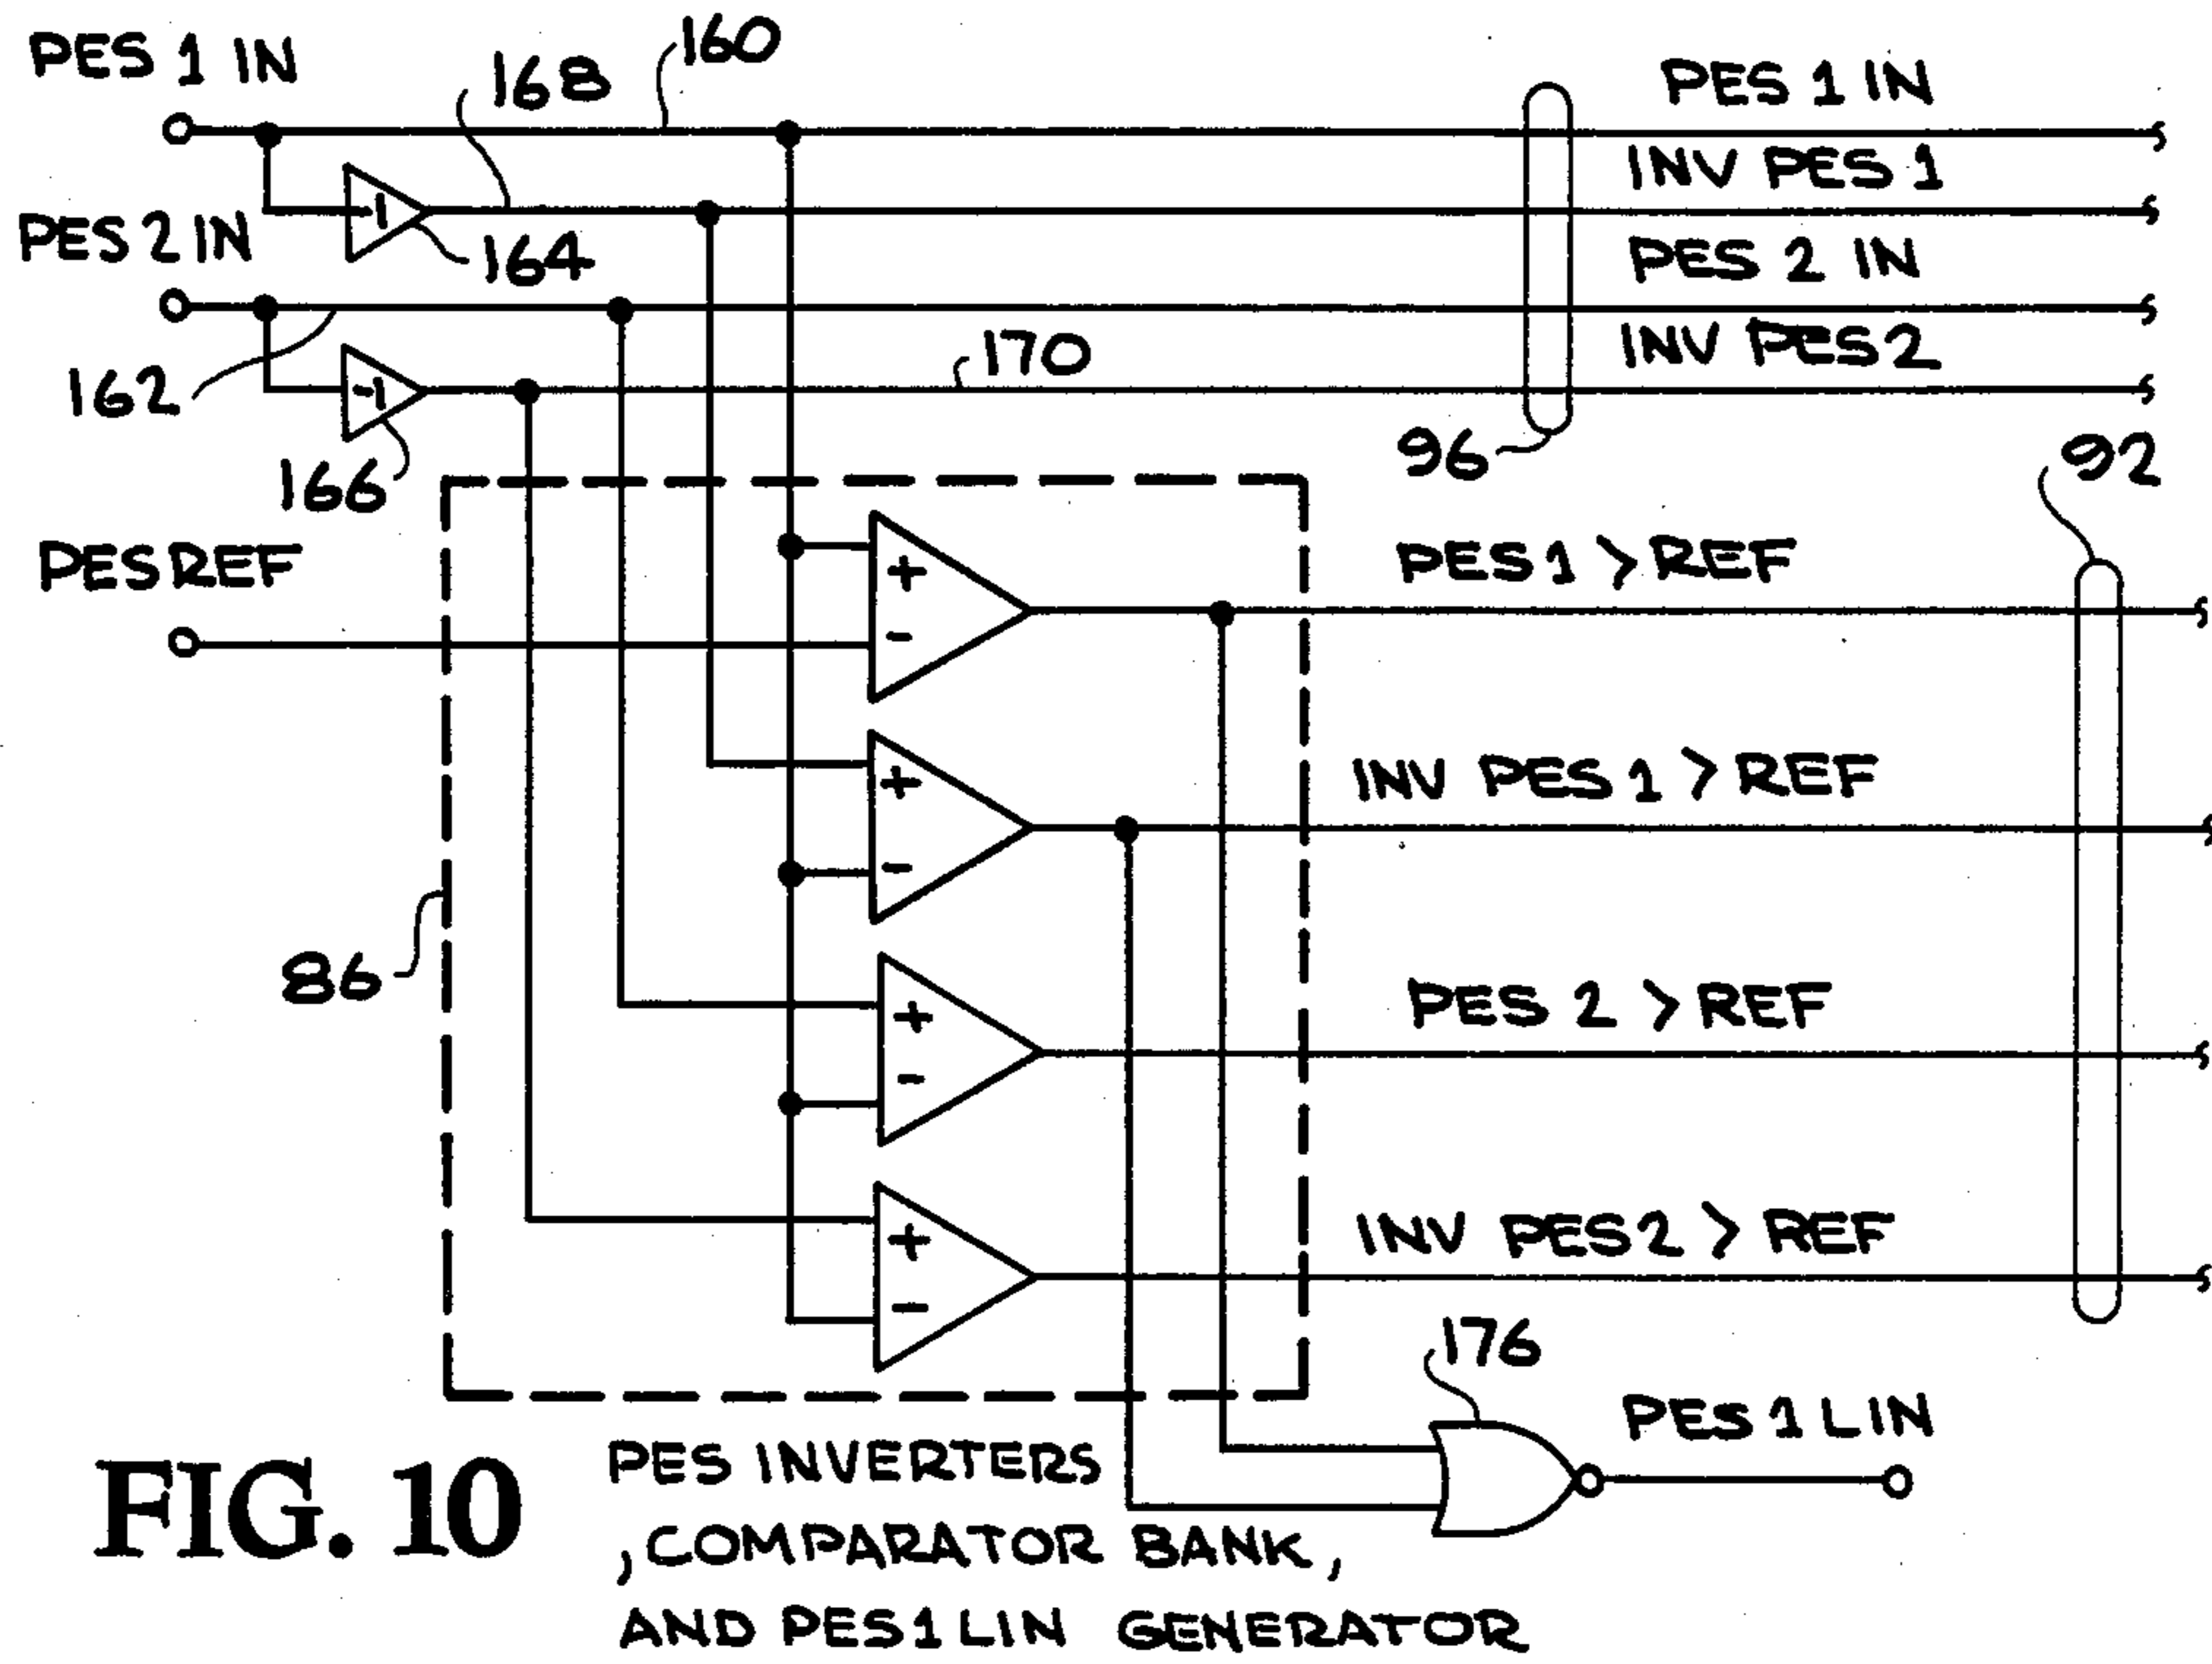 PES 1 IN
168
160
PES 1 IN
INV PES 1
-1
164
PES 2 IN
PES 2 IN
INV PES 2
170
162
-1
166
96
92
PES REF
+
-
PES 1 > REF
+
-
INV PES 1 > REF
86
+
-
PES 2 > REF
+
-
INV PES 2 > REF
176
PES 1 LIN
FIG. 10
PES INVERTERS
, COMPARATOR BANK,
AND PES 1 LIN GENERATOR